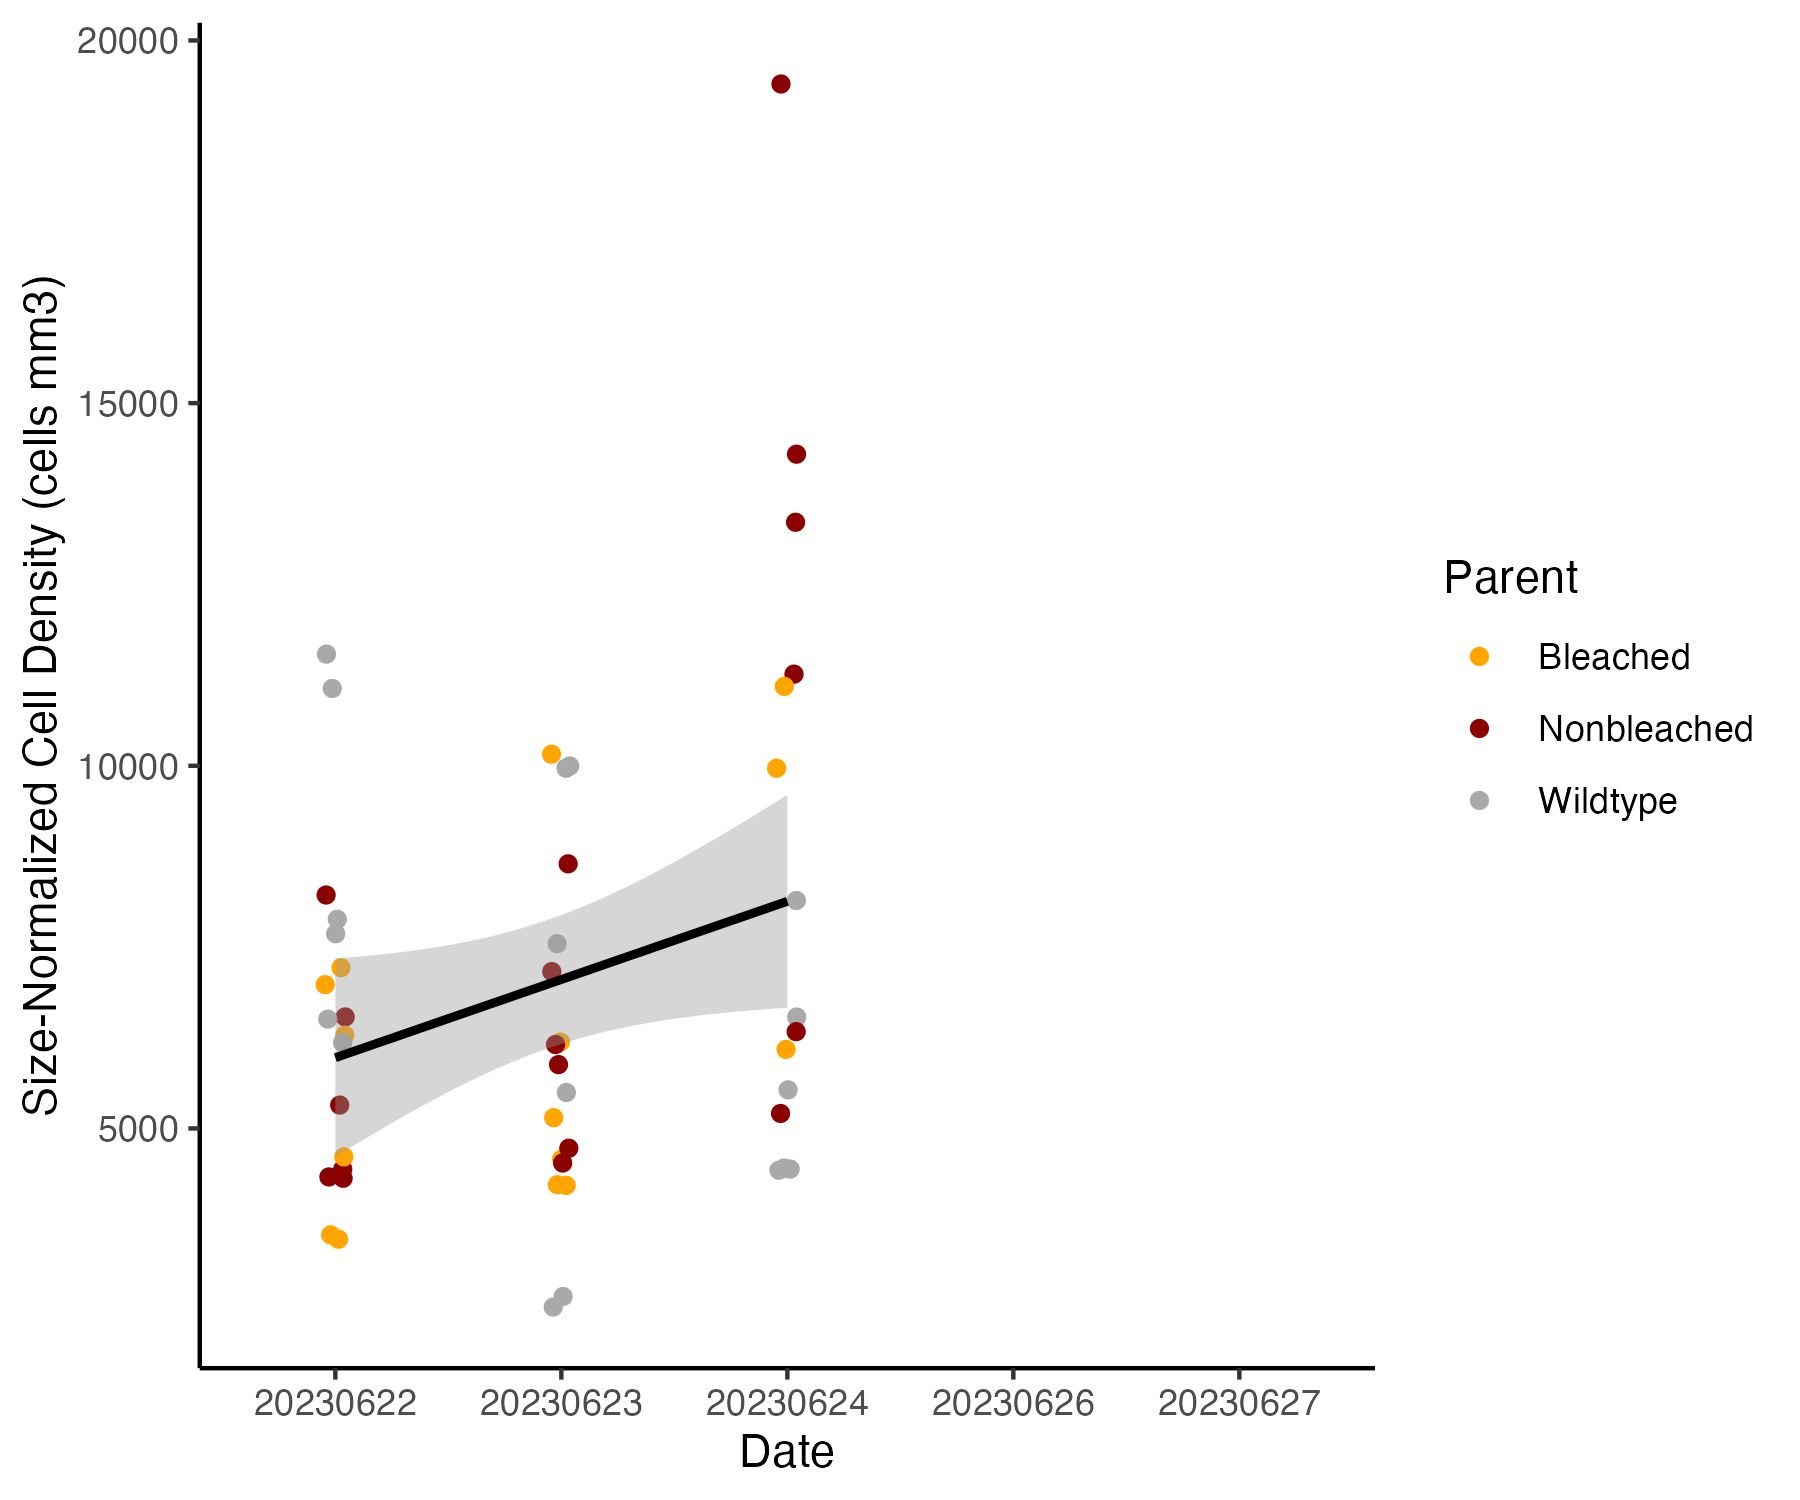 20000
15000
10000
5000
Size-Normalized Cell Density (cells mm3)
20230622
20230623
20230624
20230626
20230627
Date
Parent
Bleached
Nonbleached
Wildtype